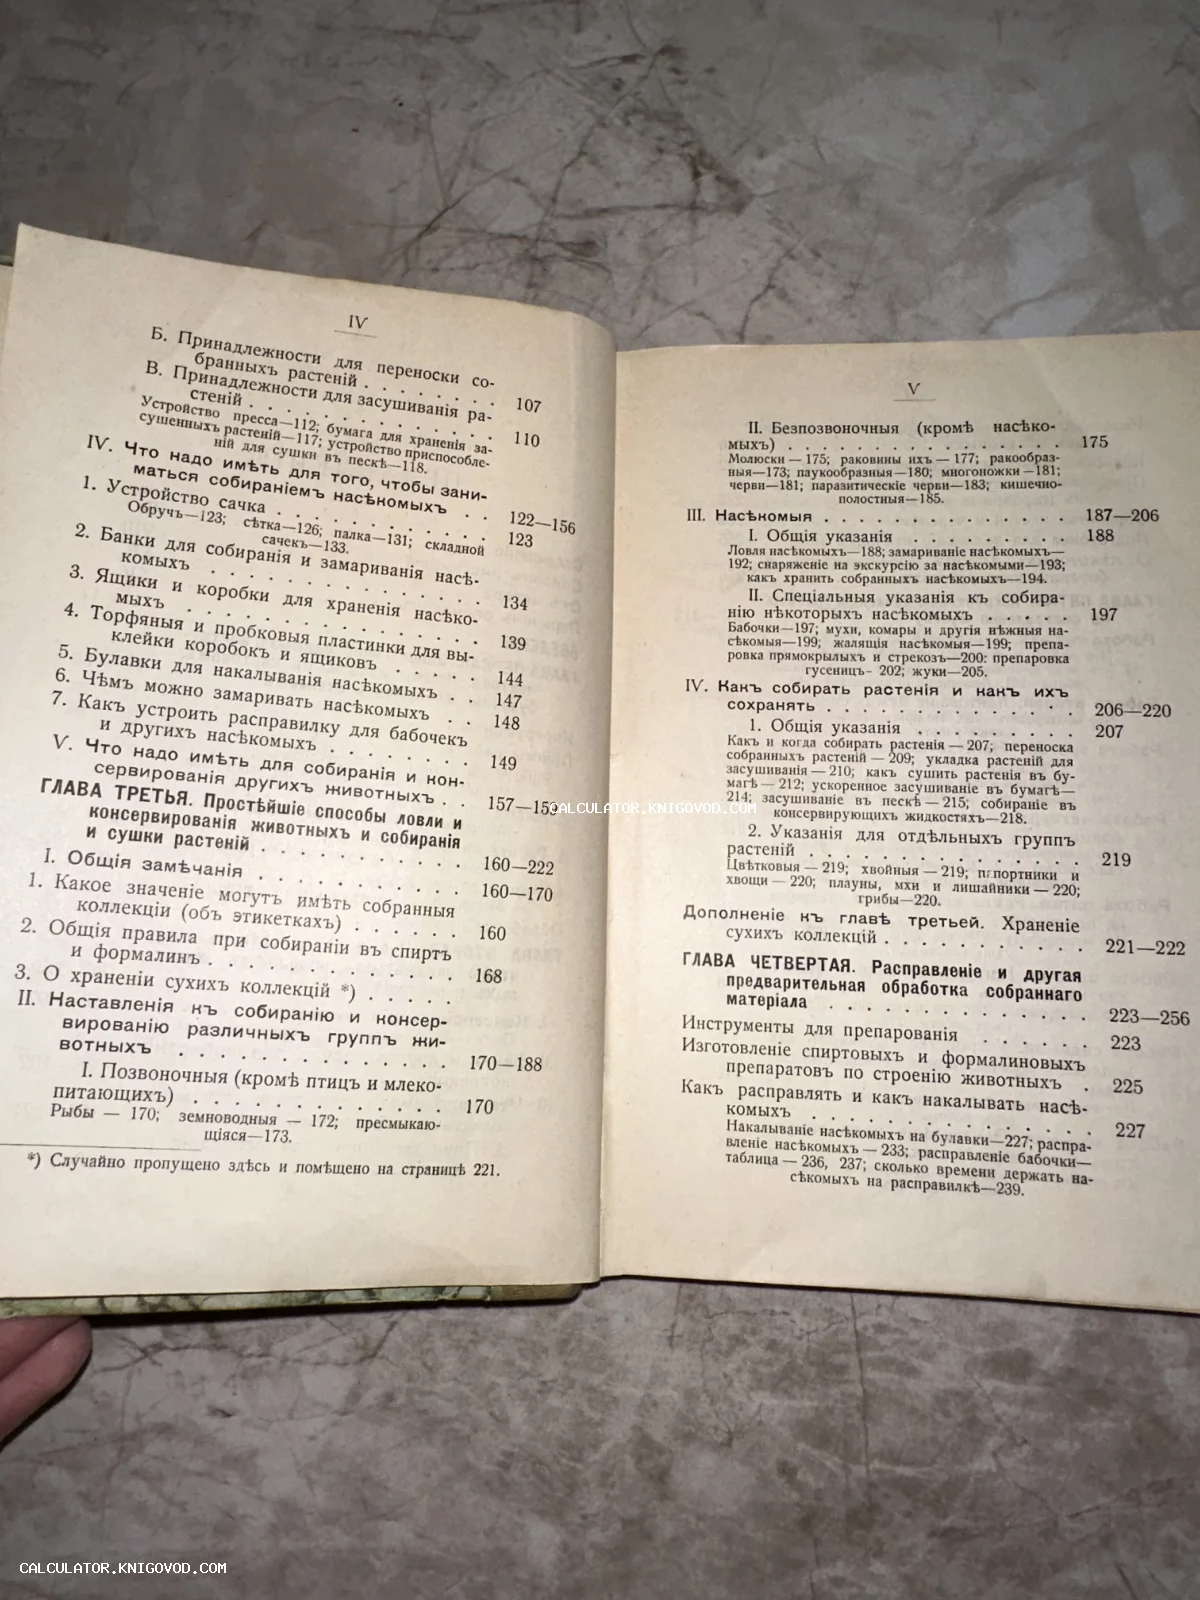 IV
Б. Принадлежности для переноски со-
бранныхъ растеній . . . . . . . 107
В. Принадлежности для засушиванія ра-
стеній . . . . . . . . . . . . 110
Устройство пресса—112; бумага для храненія за-
сушенныхъ растеній—117; устройство приспособле-
ній для сушки въ пескѣ—118.
IV. Что надо имѣть для того, чтобы зани-
маться собираніемъ насѣкомыхъ . . 122—156
1. Устройство сачка . . . . . . . . . 123
Обручъ—123; сѣтка—126; палка—131; складной
сачекъ—133.
2. Банки для собиранія и замариванія насѣ-
комыхъ . . . . . . . . . . . . 134
3. Ящики и коробки для храненія насѣко-
мыхъ . . . . . . . . . . . . . 139
4. Торфяныя и пробковыя пластинки для вы-
клейки коробокъ и ящиковъ . . . . . 144
5. Булавки для накалыванія насѣкомыхъ . . 147
6. Чѣмъ можно замаривать насѣкомыхъ . . 148
7. Какъ устроить расправилку для бабочекъ
и другихъ насѣкомыхъ . . . . . . . 149
V. Что надо имѣть для собиранія и кон-
сервированія другихъ животныхъ . . 157—159
ГЛАВА ТРЕТЬЯ. Простѣйшіе способы ловли и
консервированія животныхъ и собиранія
и сушки растеній . . . . . . . . . . 160—222
I. Общія замѣчанія . . . . . . . . . . 160—170
1. Какое значеніе могутъ имѣть собранныя
коллекціи (объ этикеткахъ) . . . . . . 160
2. Общія правила при собираніи въ спиртъ
и формалинъ . . . . . . . . . . . . 168
3. О храненіи сухихъ коллекцій *) . . . . .
II. Наставленія къ собиранію и консер-
вированію различныхъ группъ жи-
вотныхъ . . . . . . . . . . . . . 170—188
I. Позвоночныя (кромѣ птицъ и млеко-
питающихъ) . . . . . . . . . . . . 170
Рыбы — 170; земноводныя — 172; пресмыкаю-
щіяся—173.
*) Случайно пропущено здѣсь и помѣщено на страницѣ 221.
V
II. Безпозвоночныя (кромѣ насѣко-
мыхъ) . . . . . . . . . . . . . . 175
Молюски — 175; раковины ихъ — 177; ракообраз-
ныя—173; паукообразныя—180; многоножки—181;
черви—181; паразитическіе черви—183; кишечно-
полостныя—185.
III. Насѣкомыя . . . . . . . . . . . . . 187—206
I. Общія указанія . . . . . . . . . 188
Ловля насѣкомыхъ—188; замариваніе насѣкомыхъ—
192; снаряженіе на экскурсію за насѣкомыми—193;
какъ хранить собранныхъ насѣкомыхъ—194.
II. Спеціальныя указанія къ собира-
нію нѣкоторыхъ насѣкомыхъ . . . . . 197
Бабочки—197; мухи, комары и другія нѣжныя на-
сѣкомыя—199; жалящія насѣкомыя—199; препа-
ровка прямокрылыхъ и стрекозъ—200: препаровка
гусеницъ- 202; жуки—205.
IV. Какъ собирать растенія и какъ ихъ
сохранять . . . . . . . . . . . . . 206—220
1. Общія указанія . . . . . . . . . 207
Какъ и когда собирать растенія — 207; переноска
собранныхъ растеній — 209; укладка растеній для
засушиванія — 210; какъ сушить растенія въ бу-
магѣ — 212; ускоренное засушиваніе въ бумагѣ—
214; засушиваніе въ пескѣ — 215; собираніе въ
консервирующихъ жидкостяхъ—218.
2. Указанія для отдѣльныхъ группъ
растеній . . . . . . . . . . . . . . 219
Цвѣтковыя — 219; хвойныя — 219; папортники и
хвощи — 220; плауны, мхи и лишайники — 220;
грибы—220.
Дополненіе къ главѣ третьей. Храненіе
сухихъ коллекцій . . . . . . . . . . . 221—222
ГЛАВА ЧЕТВЕРТАЯ. Расправленіе и другая
предварительная обработка собраннаго
матеріала . . . . . . . . . . . . . 223—256
Инструменты для препарованія . . . . . . 223
Изготовленіе спиртовыхъ и формалиновыхъ
препаратовъ по строенію животныхъ . 225
Какъ расправлять и какъ накалывать насѣ-
комыхъ . . . . . . . . . . . . . . 227
Накалываніе насѣкомыхъ на булавки—227; распра-
вленіе насѣкомыхъ — 233; расправленіе бабочки—
таблица — 236, 237; сколько времени держать на-
сѣкомыхъ на расправилкѣ—239.
CALCULATOR.KNIGOVOD.COM
CALCULATOR.KNIGOVOD.COM
CALCULATOR.KNIGOVOD.COM